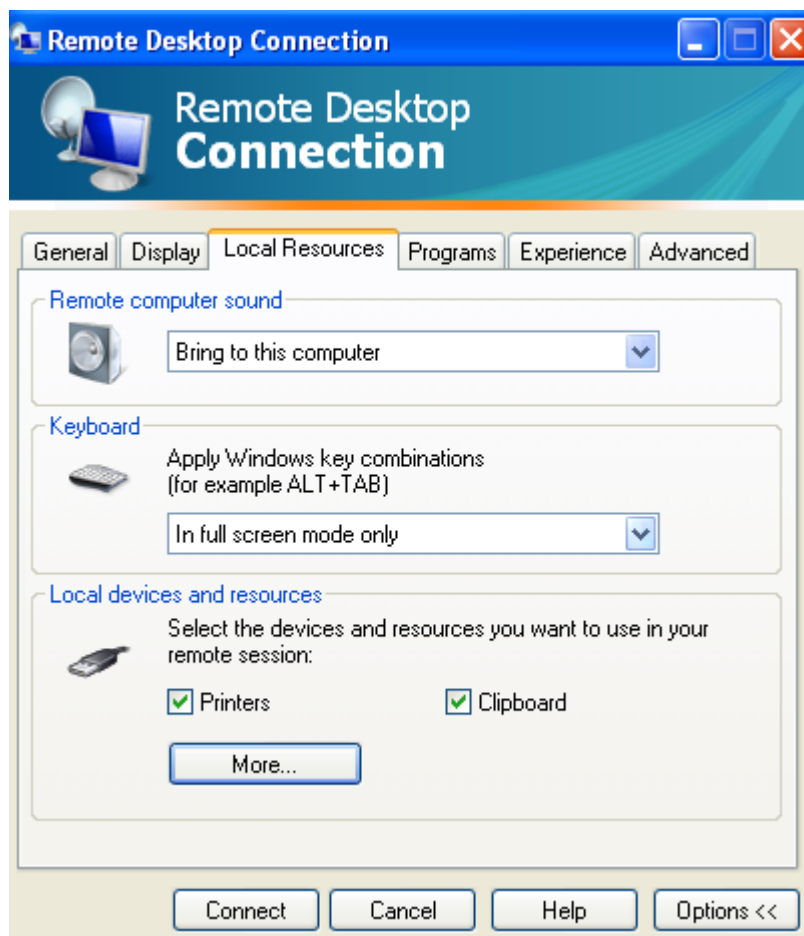 Remote Desktop Connection
Remote Desktop
Connection
General Display Local Resources Programs Experience Advanced
Remote computer sound
Bring to this computer
Keyboard
Apply Windows key combinations
(for example ALT+TAB)
In full screen mode only
Local devices and resources
Select the devices and resources you want to use in your
remote session:
Printers Clipboard
More...
Connect Cancel Help Options <<